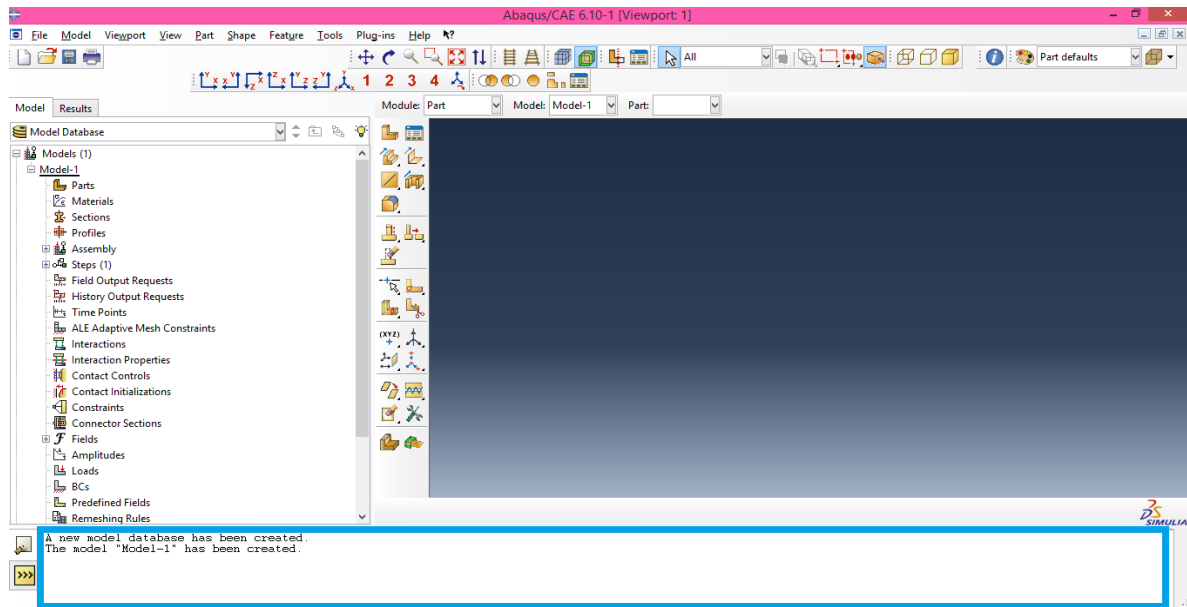 Abaqus/CAE 6.10-1 [Viewport: 1]
File Model Viewport View Part Shape Feature Tools Plug-ins Help
All Part defaults
1 2 3 4
Model Results
Module: Part Model: Model-1 Part:
Model Database
Models (1)
Model-1
Parts
Materials
Sections
Profiles
Assembly
Steps (1)
Field Output Requests
History Output Requests
Time Points
ALE Adaptive Mesh Constraints
Interactions
Interaction Properties
Contact Controls
Contact Initializations
Constraints
Connector Sections
Fields
Amplitudes
Loads
BCs
Predefined Fields
Remeshing Rules
(XYZ)
SIMULIA
A new model database has been created.
The model "Model-1" has been created.
>>>